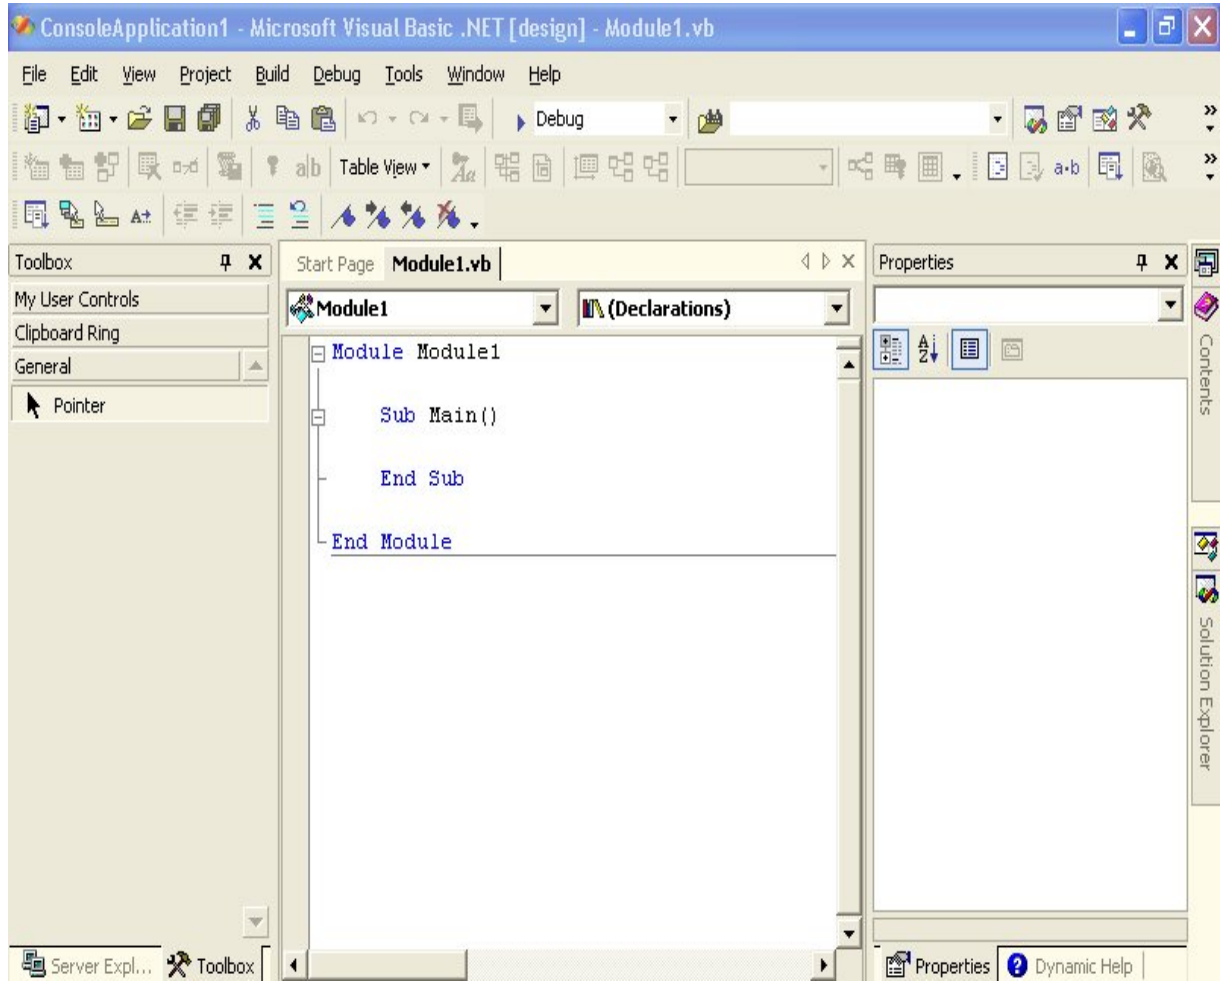 ConsoleApplication1 - Microsoft Visual Basic .NET [design] - Module1.vb
File Edit View Project Build Debug Tools Window Help
Debug
ab Table View Aa a·b
A
Toolbox
My User Controls
Clipboard Ring
General
Pointer
Server Expl... Toolbox
Start Page Module1.vb
Module1 (Declarations)
Module Module1
Sub Main()
End Sub
End Module
Properties
A
Z
Properties Dynamic Help
Contents
Solution Explorer